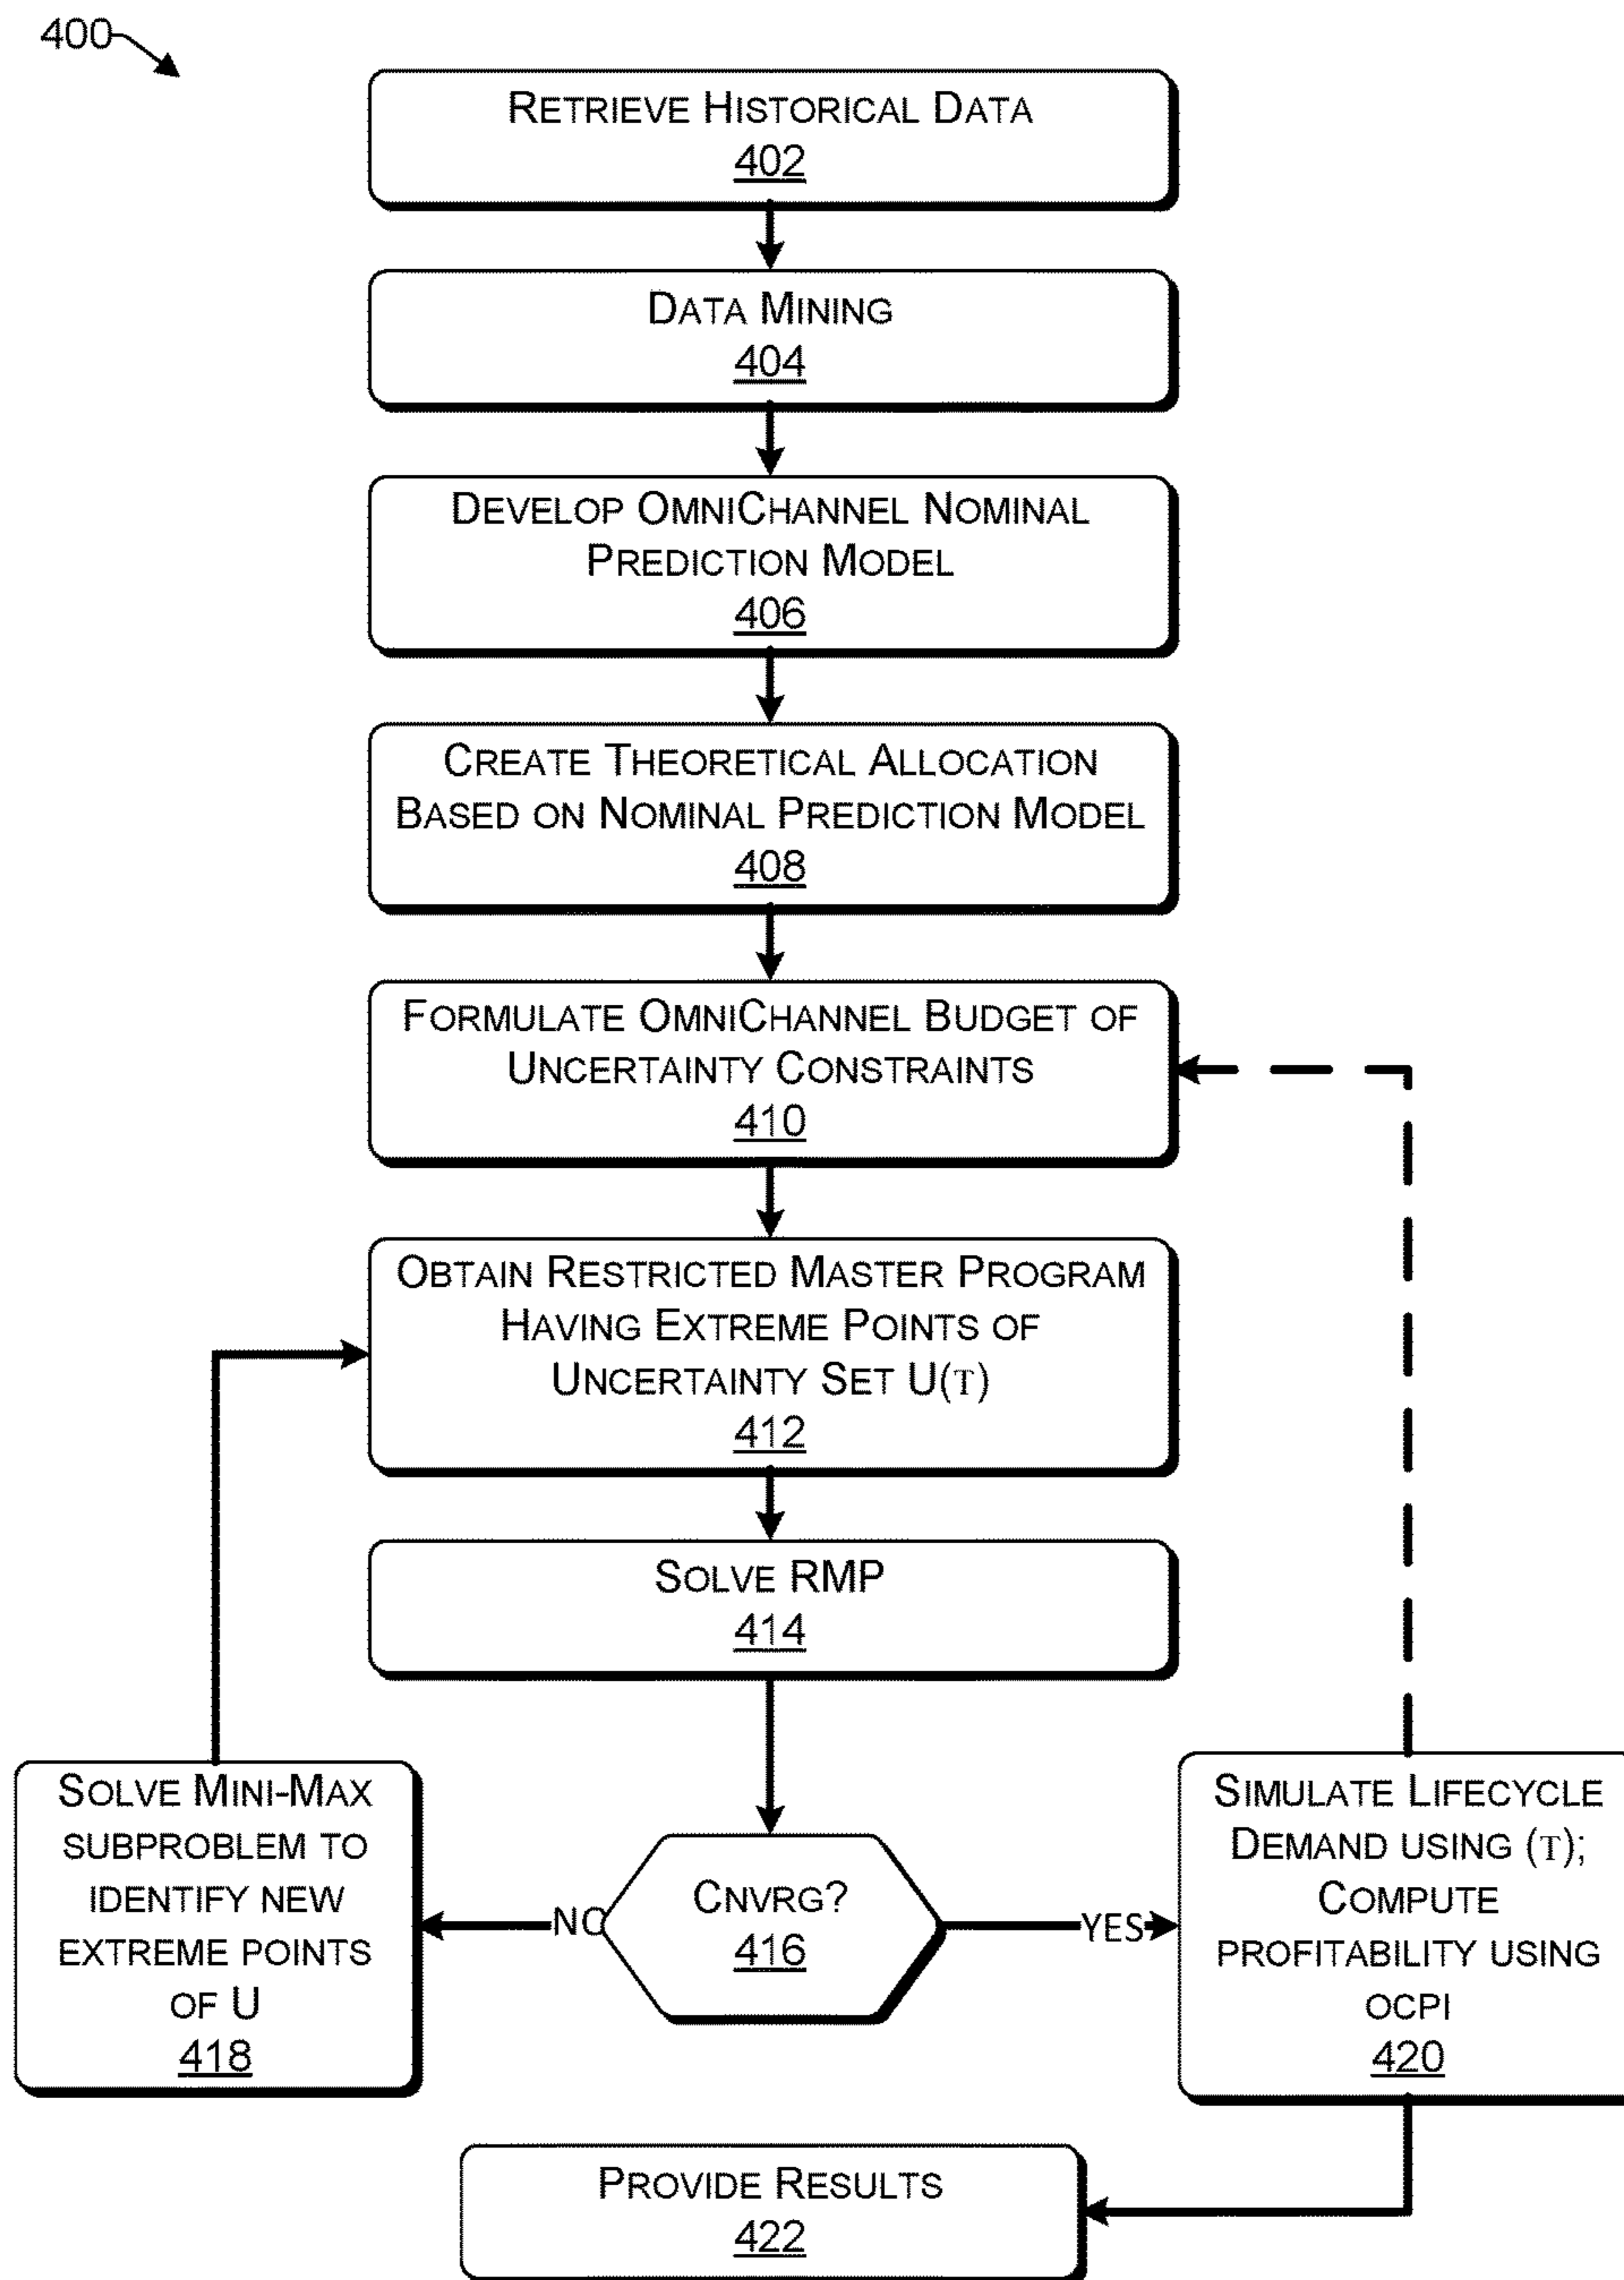 400
RETRIEVE HISTORICAL DATA
402
DATA MINING
404
DEVELOP OMNICHANNEL NOMINAL
PREDICTION MODEL
406
CREATE THEORETICAL ALLOCATION
BASED ON NOMINAL PREDICTION MODEL
408
FORMULATE OMNICHANNEL BUDGET OF
UNCERTAINTY CONSTRAINTS
410
OBTAIN RESTRICTED MASTER PROGRAM
HAVING EXTREME POINTS OF
UNCERTAINTY SET U(τ)
412
SOLVE RMP
414
CNVRG?
416
NO
YES
SOLVE MINI-MAX
SUBPROBLEM TO
IDENTIFY NEW
EXTREME POINTS
OF U
418
SIMULATE LIFECYCLE
DEMAND USING (τ);
COMPUTE
PROFITABILITY USING
OCPI
420
PROVIDE RESULTS
422